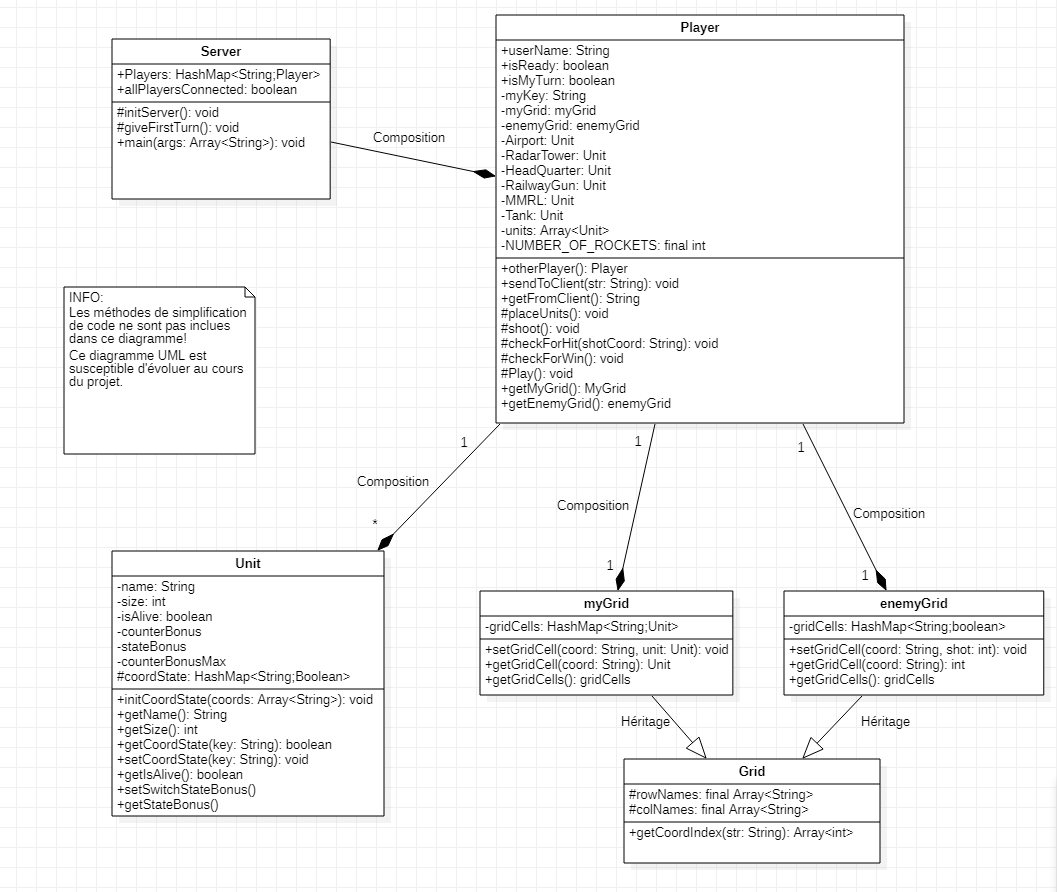 Server
+Players: HashMap<String;Player>
+allPlayersConnected: boolean
#initServer(): void
#giveFirstTurn(): void
+main(args: Array<String>): void
Composition
Player
+userName: String
+isReady: boolean
+isMyTurn: boolean
-myKey: String
-myGrid: myGrid
-enemyGrid: enemyGrid
-Airport: Unit
-RadarTower: Unit
-HeadQuarter: Unit
-RailwayGun: Unit
-MMRL: Unit
-Tank: Unit
-units: Array<Unit>
-NUMBER_OF_ROCKETS: final int
+otherPlayer(): Player
+sendToClient(str: String): void
+getFromClient(): String
#placeUnits(): void
#shoot(): void
#checkForHit(shotCoord: String): void
#checkForWin(): void
#Play(): void
+getMyGrid(): MyGrid
+getEnemyGrid(): enemyGrid
INFO:
Les méthodes de simplification
de code ne sont pas inclues
dans ce diagramme!
Ce diagramme UML est
susceptible d'évoluer au cours
du projet.
1
Composition
*
1
Composition
1
1
Composition
1
Unit
-name: String
-size: int
-isAlive: boolean
-counterBonus
-stateBonus
-counterBonusMax
#coordState: HashMap<String;Boolean>
+initCoordState(coords: Array<String>): void
+getName(): String
+getSize(): int
+getCoordState(key: String): boolean
+setCoordState(key: String): void
+getIsAlive(): boolean
+setSwitchStateBonus()
+getStateBonus()
myGrid
-gridCells: HashMap<String;Unit>
+setGridCell(coord: String, unit: Unit): void
+getGridCell(coord: String): Unit
+getGridCells(): gridCells
enemyGrid
-gridCells: HashMap<String;boolean>
+setGridCell(coord: String, shot: int): void
+getGridCell(coord: String): int
+getGridCells(): gridCells
Héritage
Héritage
Grid
#rowNames: final Array<String>
#colNames: final Array<String>
+getCoordIndex(str: String): Array<int>